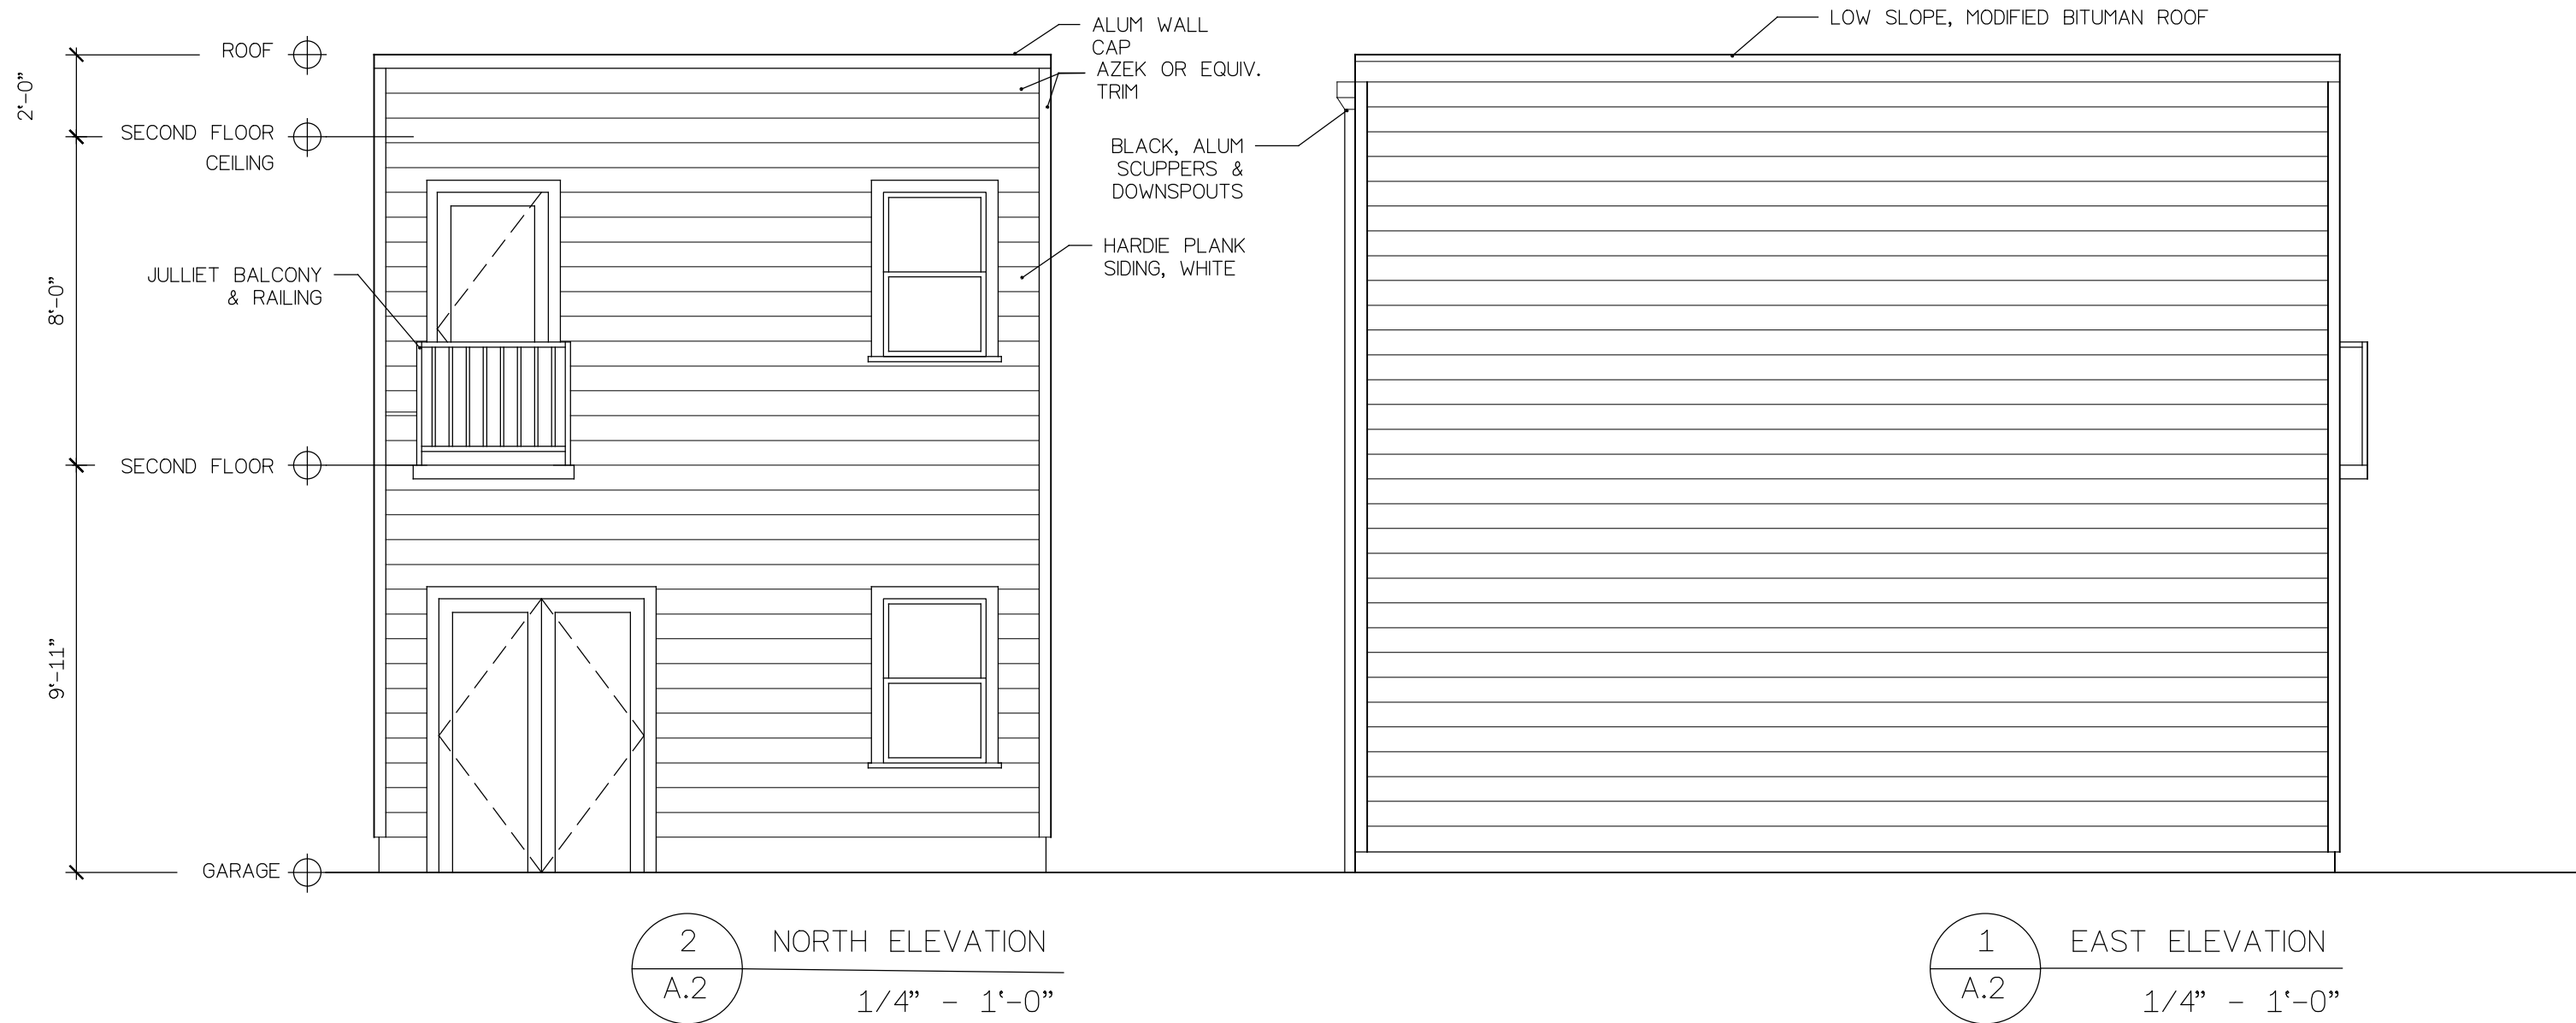 ROOF
2'-0"
SECOND FLOOR
CEILING
8'-0"
JULLIET BALCONY
& RAILING
SECOND FLOOR
9'-11"
GARAGE
ALUM WALL
CAP
AZEK OR EQUIV.
TRIM
BLACK, ALUM
SCUPPERS &
DOWNSPOUTS
HARDIE PLANK
SIDING, WHITE
LOW SLOPE, MODIFIED BITUMAN ROOF
2
A.2
NORTH ELEVATION
1/4" - 1'-0"
1
A.2
EAST ELEVATION
1/4" - 1'-0"